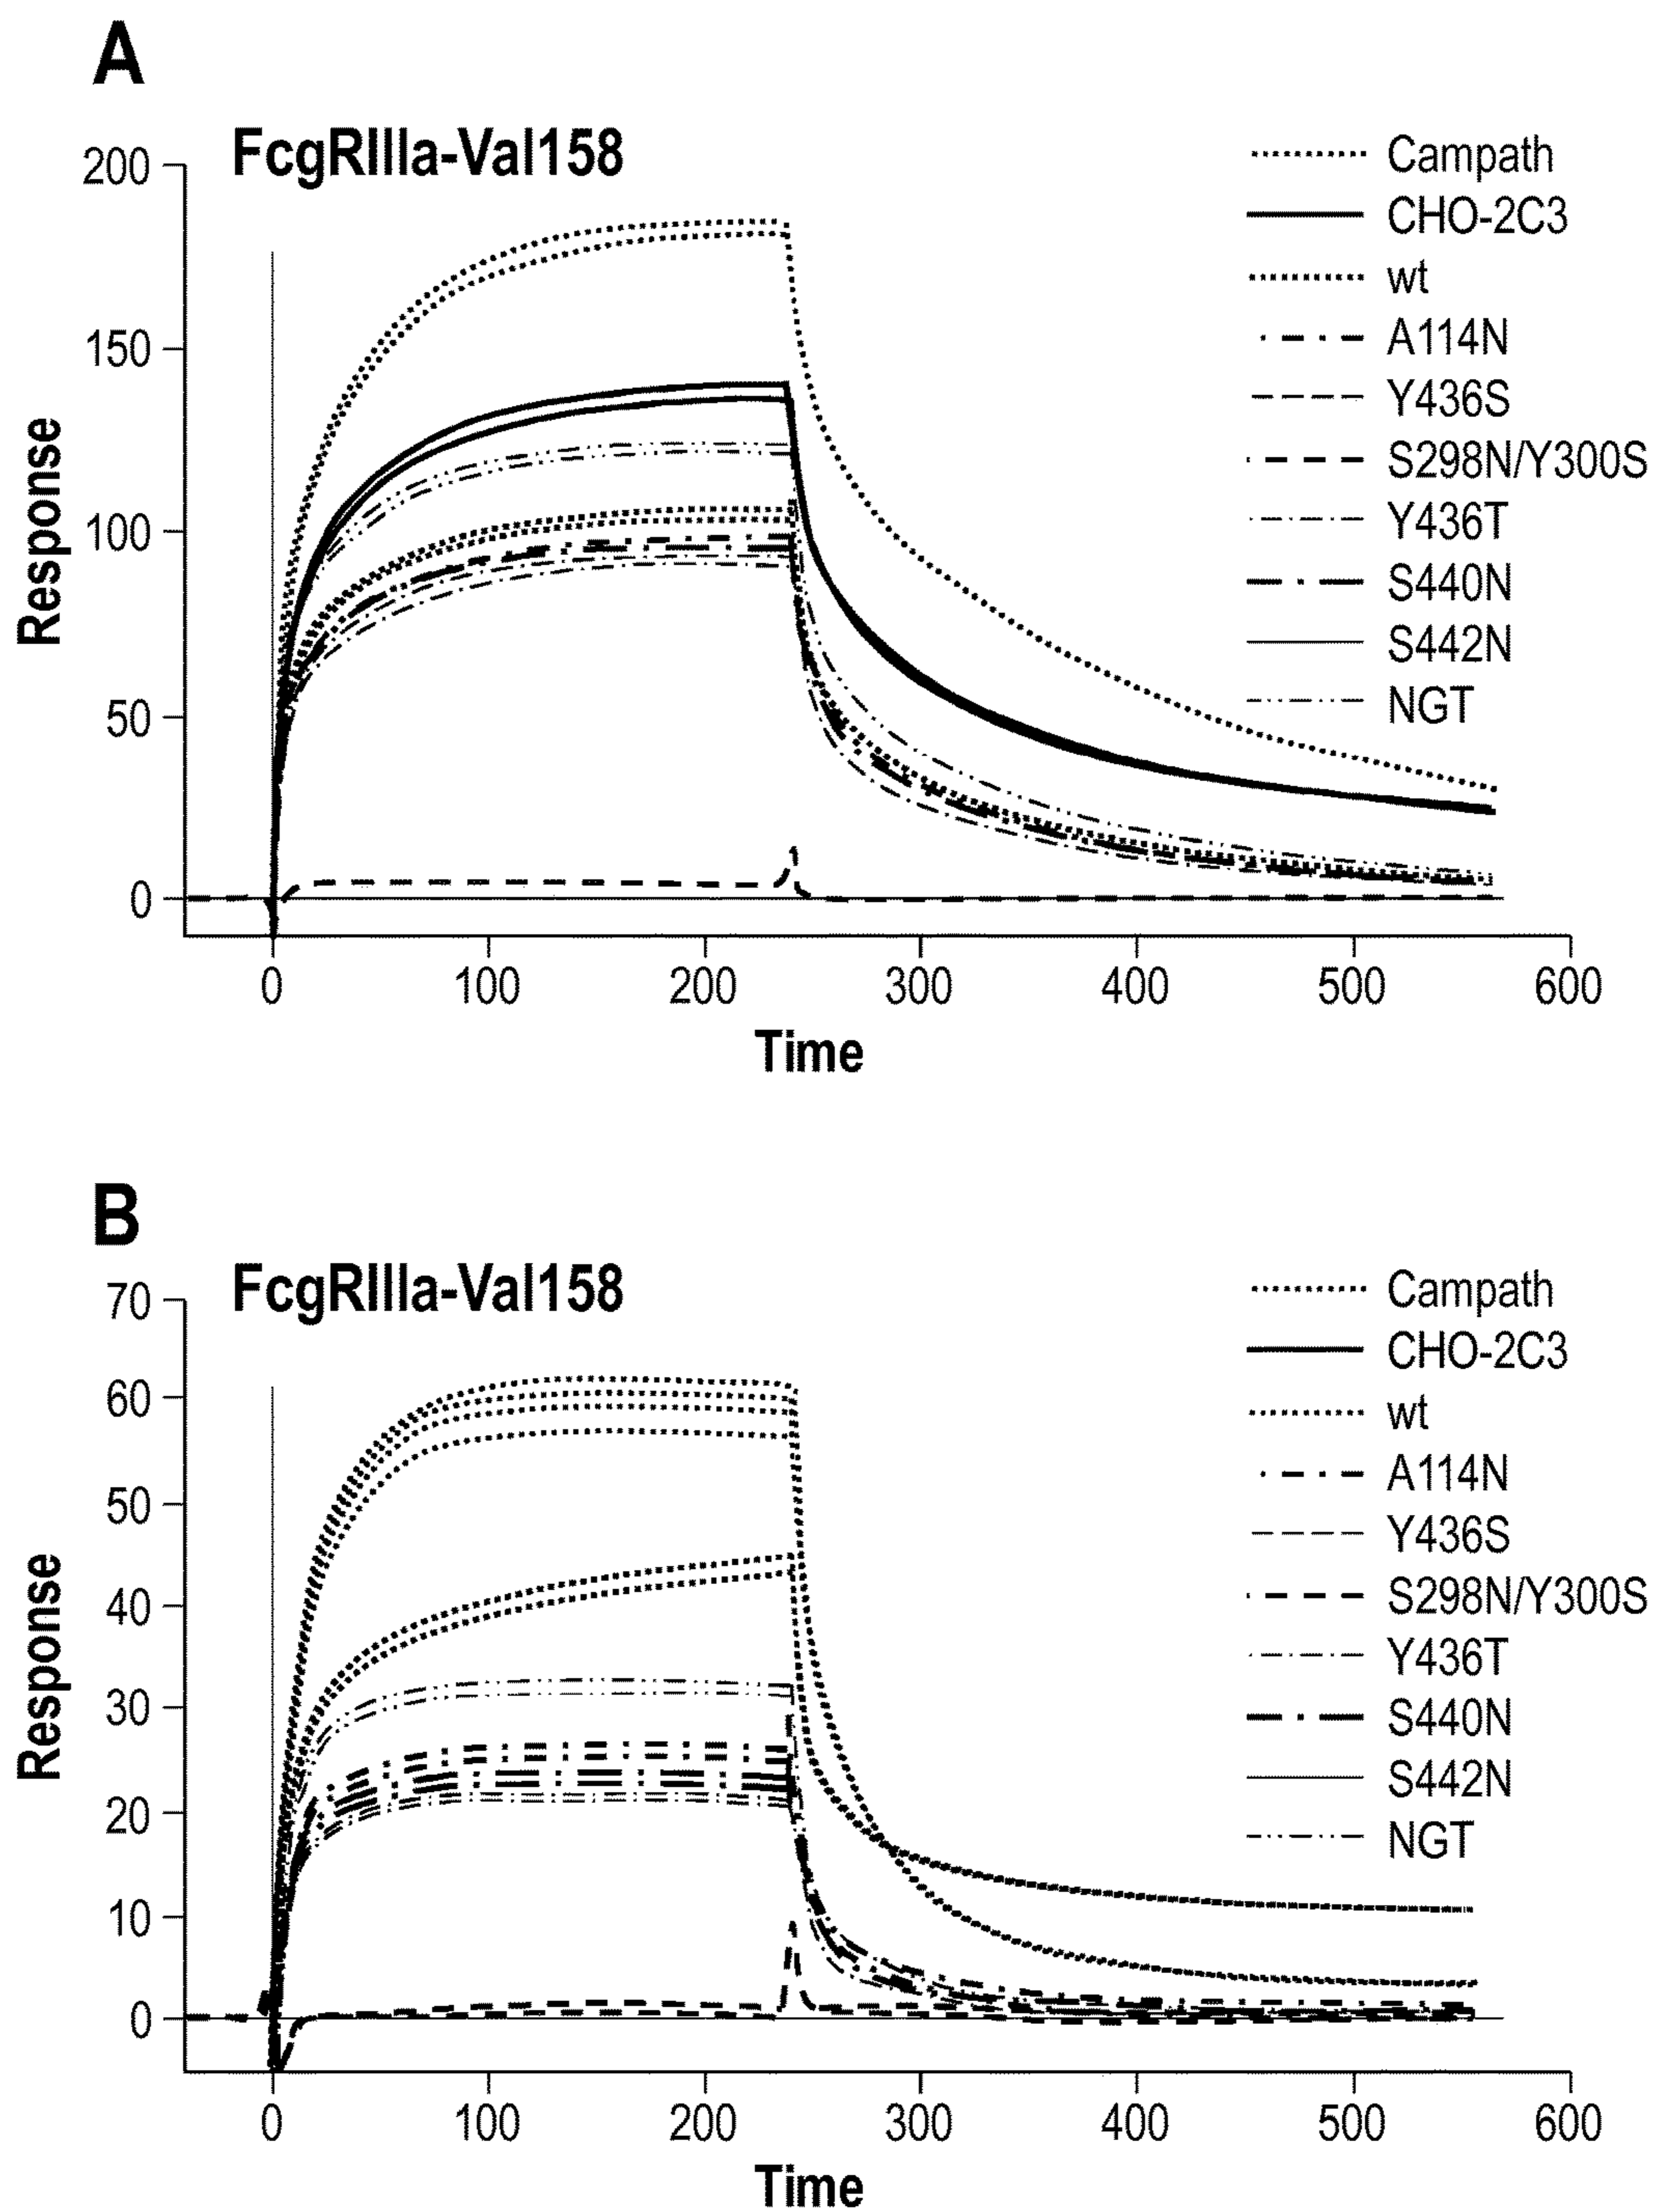 A
FcgRIIIa-Val158
Response
200
150
100
50
0
0 100 200 300 400 500 600
Time
Campath
CHO-2C3
wt
A114N
Y436S
S298N/Y300S
Y436T
S440N
S442N
NGT
B
FcgRIIIa-Val158
Response
70
60
50
40
30
20
10
0
0 100 200 300 400 500 600
Time
Campath
CHO-2C3
wt
A114N
Y436S
S298N/Y300S
Y436T
S440N
S442N
NGT